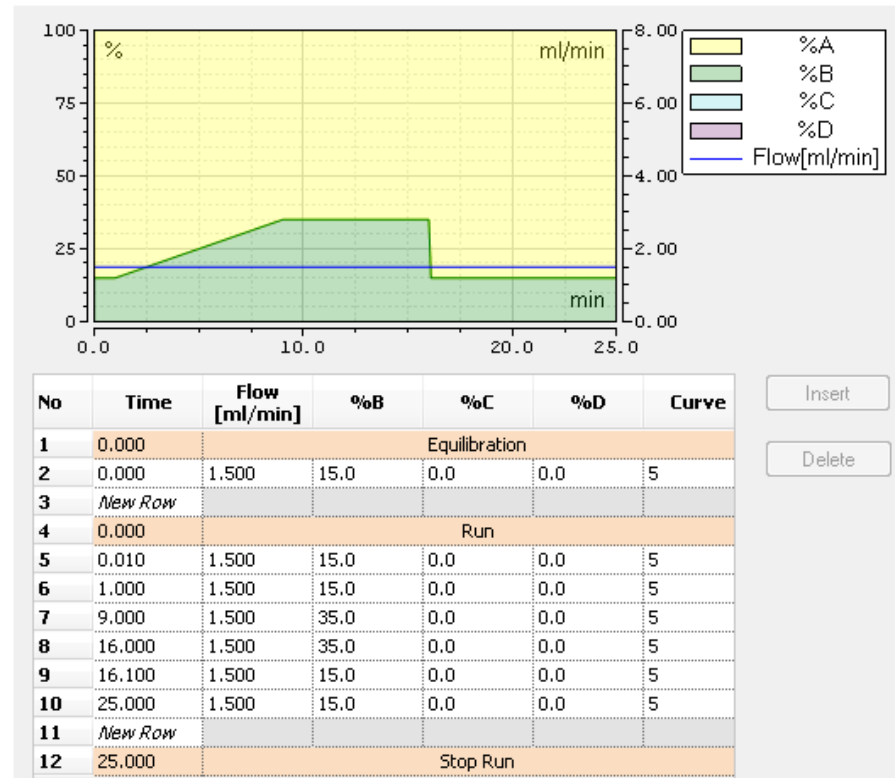 100 8.00
% ml/min
75 6.00
50 4.00
25 2.00
min
0 0.00
0.0 10.0 20.0 25.0
%A
%B
%C
%D
Flow[ml/min]
No Time Flow [ml/min] %B %C %D Curve
1 0.000 Equilibration
2 0.000 1.500 15.0 0.0 0.0 5
3 New Row
4 0.000 Run
5 0.010 1.500 15.0 0.0 0.0 5
6 1.000 1.500 15.0 0.0 0.0 5
7 9.000 1.500 35.0 0.0 0.0 5
8 16.000 1.500 35.0 0.0 0.0 5
9 16.100 1.500 15.0 0.0 0.0 5
10 25.000 1.500 15.0 0.0 0.0 5
11 New Row
12 25.000 Stop Run
Insert
Delete